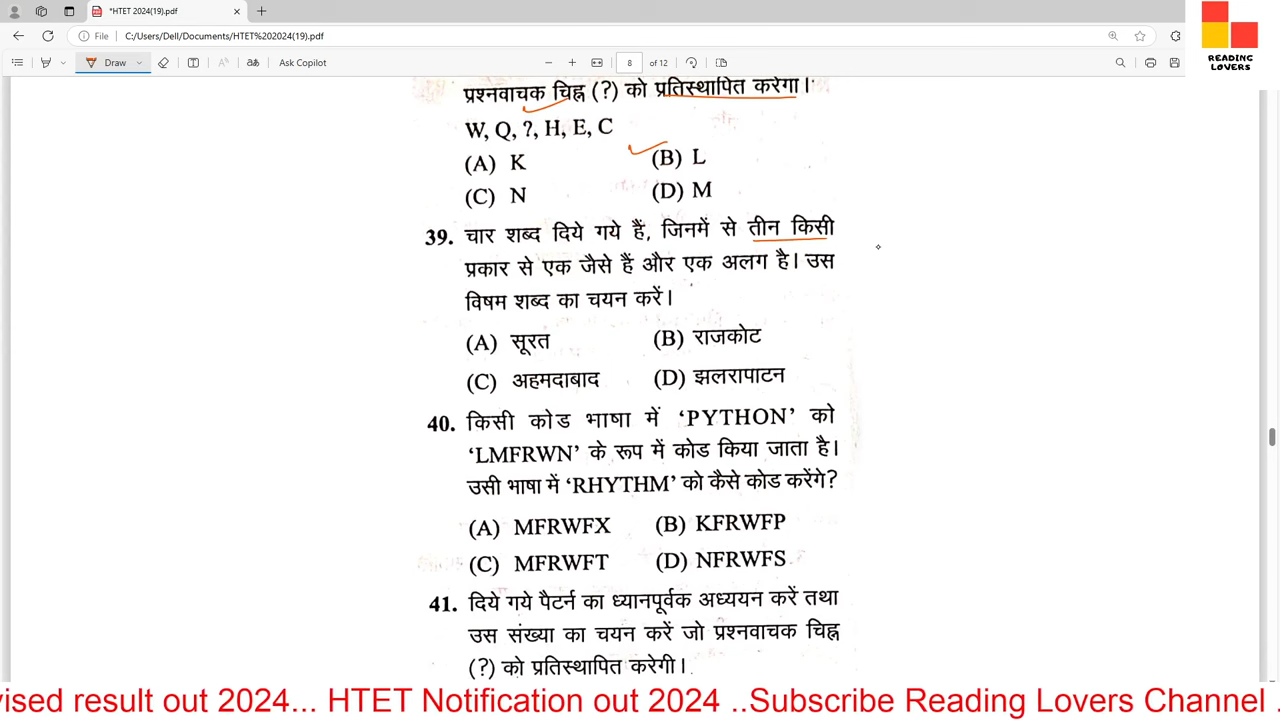 *HTET 2024(19).pdf
File C:/Users/Dell/Documents/HTET%202024(19).pdf
Draw
Ask Copilot
8 of 12
READING LOVERS
प्रश्नवाचक चिह्न (?) को प्रतिस्थापित करेगा।
W, Q, ?, H, E, C
(A) K (B) L
(C) N (D) M
39. चार शब्द दिये गये हैं, जिनमें से तीन किसी
प्रकार से एक जैसे हैं और एक अलग है। उस
विषम शब्द का चयन करें।
(A) सूरत (B) राजकोट
(C) अहमदाबाद (D) झलरापाटन
40. किसी कोड भाषा में ‘PYTHON’ को
‘LMFRWN’ के रूप में कोड किया जाता है।
उसी भाषा में ‘RHYTHM’ को कैसे कोड करेंगे?
(A) MFRWFX (B) KFRWFP
(C) MFRWFT (D) NFRWFS
41. दिये गये पैटर्न का ध्यानपूर्वक अध्ययन करें तथा
उस संख्या का चयन करें जो प्रश्नवाचक चिह्न
(?) को प्रतिस्थापित करेगी।
vised result out 2024... HTET Notification out 2024 ..Subscribe Reading Lovers Channel .